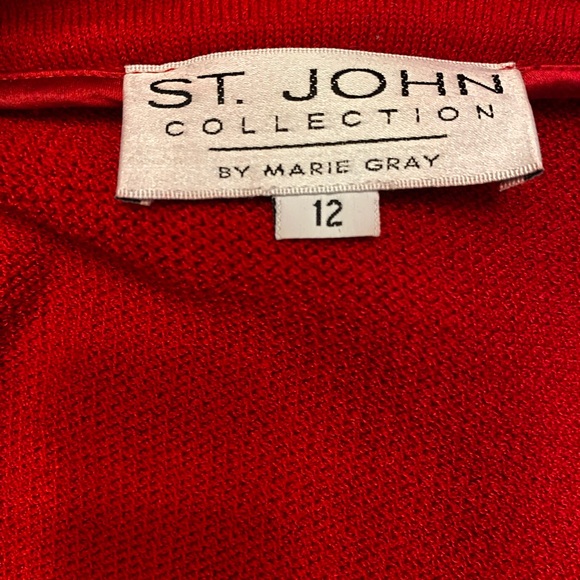 ST. JOHN
COLLECTION
BY MARIE GRAY
12